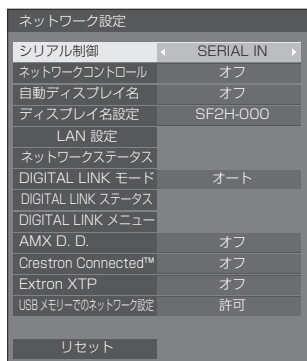 ネットワーク設定
シリアル制御 SERIAL IN
ネットワークコントロール オフ
自動ディスプレイ名 オフ
ディスプレイ名設定 SF2H-000
LAN 設定
ネットワークステータス
DIGITAL LINK モード オート
DIGITAL LINK ステータス
DIGITAL LINK メニュー
AMX D. D. オフ
Crestron Connected™ オフ
Extron XTP オフ
USB メモリーでのネットワーク設定 許可
リセット